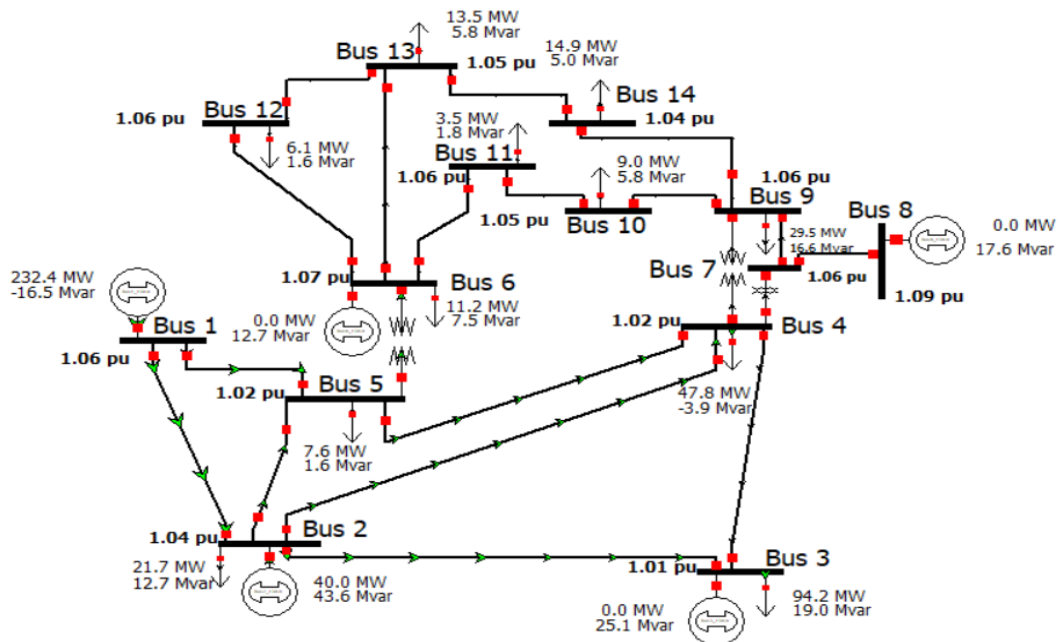 13.5 MW
5.8 Mvar
Bus 13
1.05 pu
14.9 MW
5.0 Mvar
Bus 14
1.04 pu
Bus 12
1.06 pu
6.1 MW
1.6 Mvar
3.5 MW
1.8 Mvar
Bus 11
1.06 pu
9.0 MW
5.8 Mvar
1.05 pu
Bus 10
1.06 pu
Bus 9
29.5 MW
16.6 Mvar
Bus 8
0.0 MW
17.6 Mvar
1.09 pu
Bus 7
1.06 pu
232.4 MW
-16.5 Mvar
Bus 1
1.06 pu
1.07 pu
Bus 6
0.0 MW
12.7 Mvar
11.2 MW
7.5 Mvar
1.02 pu
Bus 4
47.8 MW
-3.9 Mvar
Bus 5
1.02 pu
7.6 MW
1.6 Mvar
1.04 pu
Bus 2
21.7 MW
12.7 Mvar
40.0 MW
43.6 Mvar
1.01 pu
Bus 3
0.0 MW
25.1 Mvar
94.2 MW
19.0 Mvar